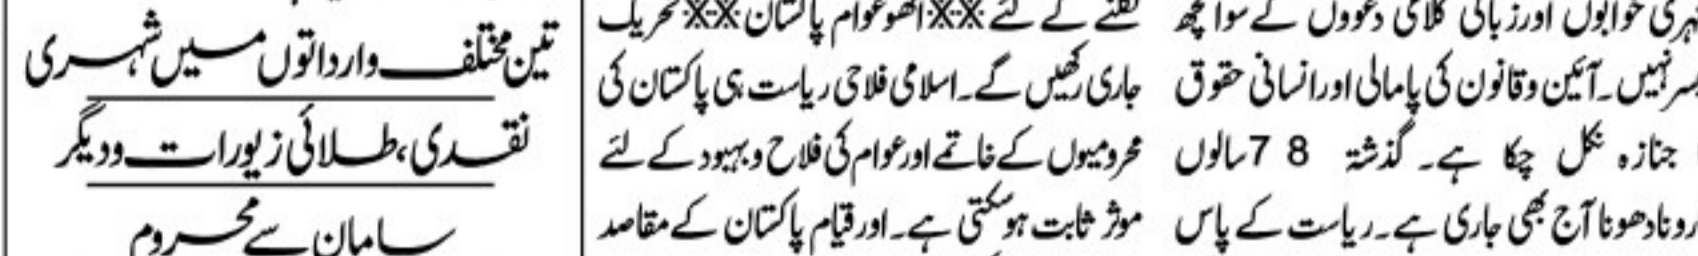 سنہری خوابوں اور زبانی کلامی دعووں کے سوا کچھ
نہیں۔ آئین و قانون کی پامالی اور انسانی حقوق
جنازہ نکل چکا ہے۔ گذشتہ 8 7 سالوں
رونا دھونا آج بھی جاری ہے۔ ریاست کے پاس
کے لئے ※※اٹھو عوام پاکستان※※ تحریک
جاری رکھیں گے۔ اسلامی فلاحی ریاست ہی پاکستان کی
محرومیوں کے خاتمے اور عوام کی فلاح و بہبود کے لئے
موثر ثابت ہو سکتی ہے۔ اور قیام پاکستان کے مقاصد
تین مختلف وارداتوں میں شہری
نقدی، طلائی زیورات ودیگر
سامان سے محروم